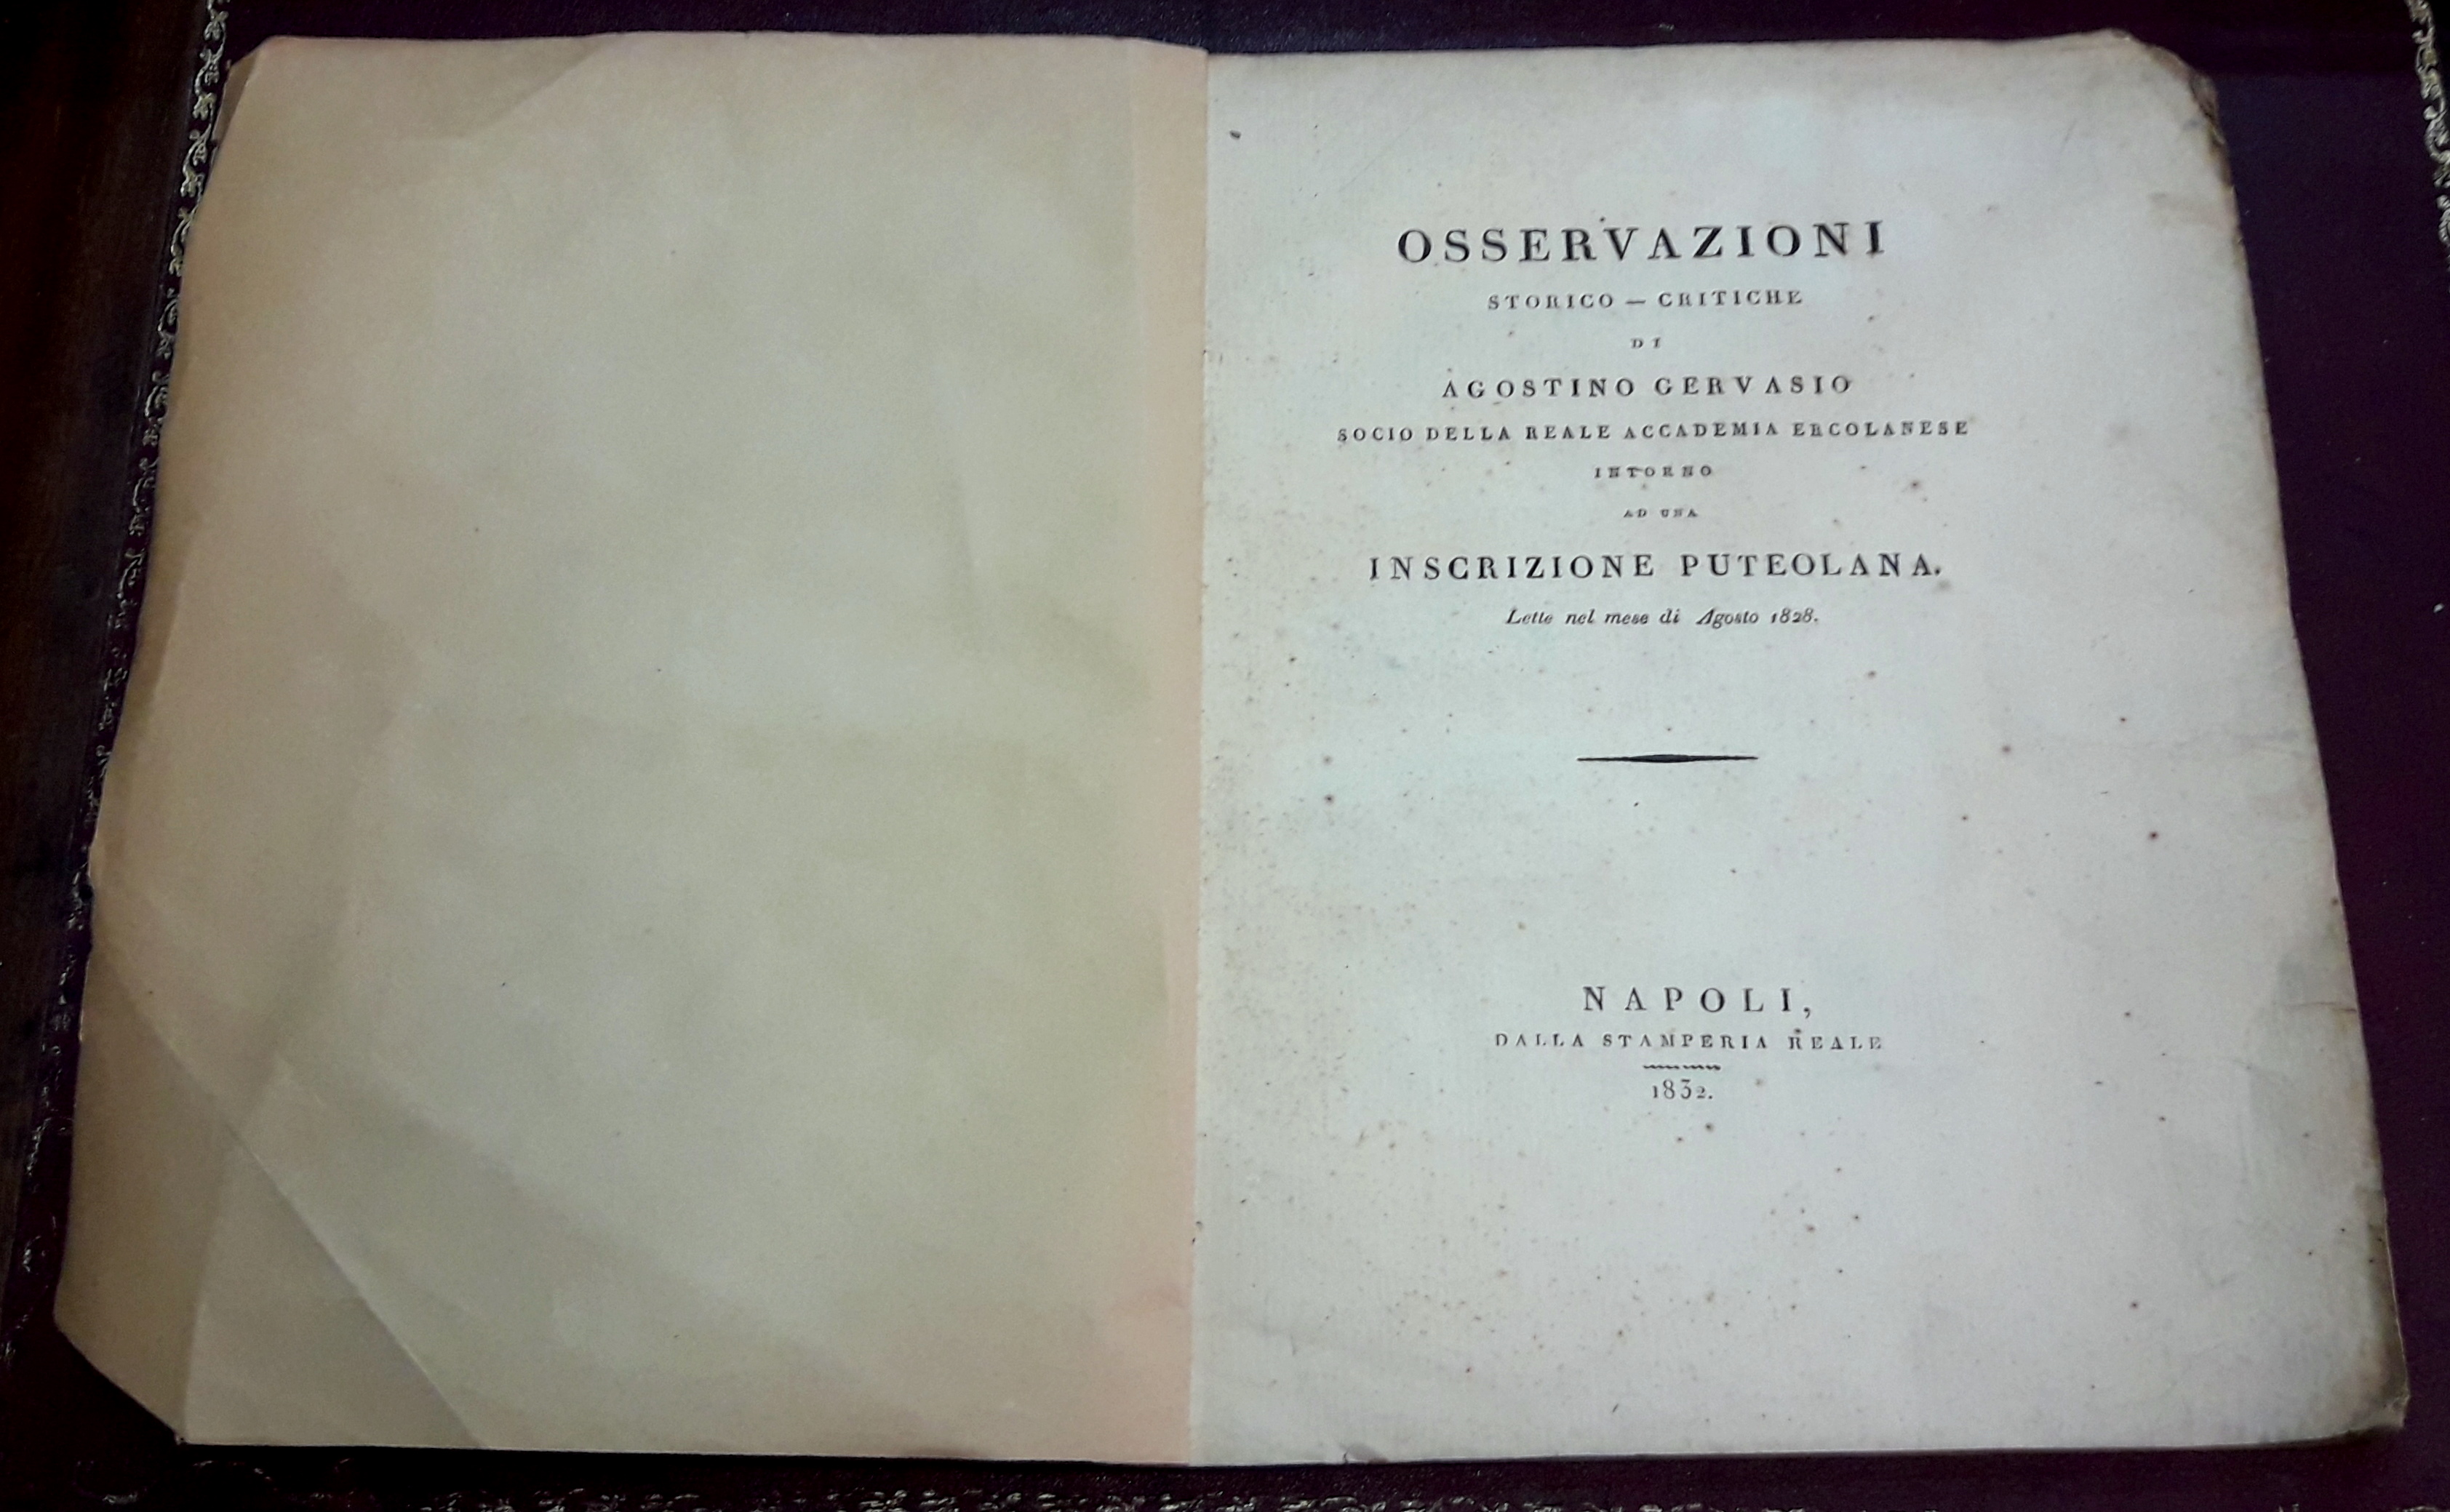 OSSERVAZIONI
STORICO — CRITICHE
DI
AGOSTINO GERVASIO
SOCIO DELLA REALE ACCADEMIA ERCOLANESE
INTORNO
AD UNA
INSCRIZIONE PUTEOLANA.
Lette nel mese di Agosto 1828.
NAPOLI,
DALLA STAMPERIA REALE
1832.